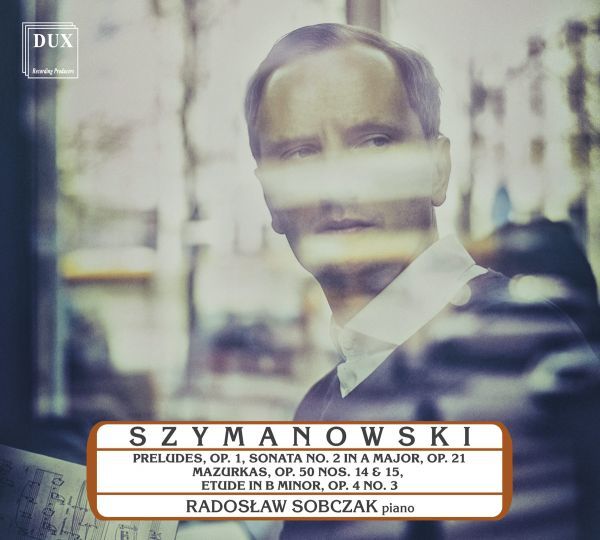 DUX
Recording Producers
SZYMANOWSKI
PRELUDES, OP. 1, SONATA NO. 2 IN A MAJOR, OP. 21
MAZURKAS, OP. 50 NOS. 14 & 15,
ETUDE IN B MINOR, OP. 4 NO. 3
RADOSŁAW SOBCZAK piano